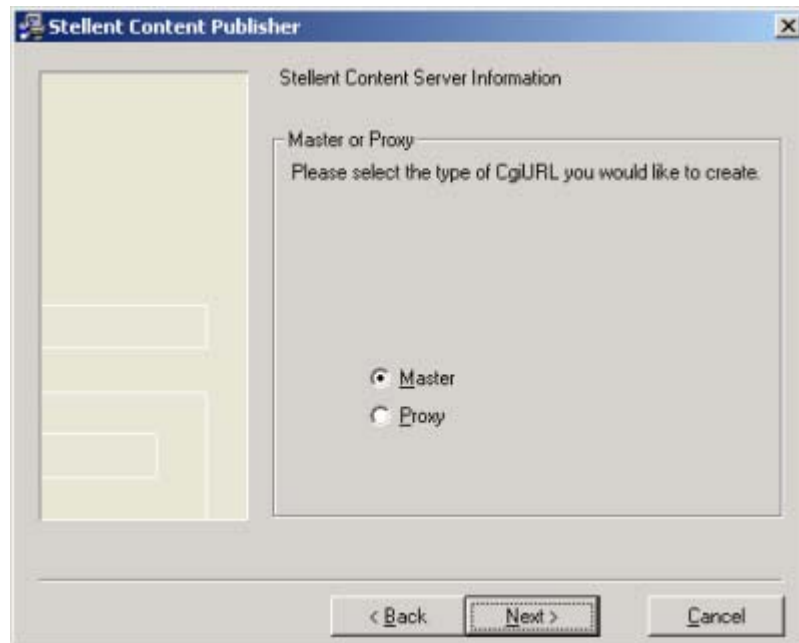 Stellent Content Publisher
Stellent Content Server Information
Master or Proxy
Please select the type of CgiURL you would like to create.
Master
Proxy
< Back
Next >
Cancel